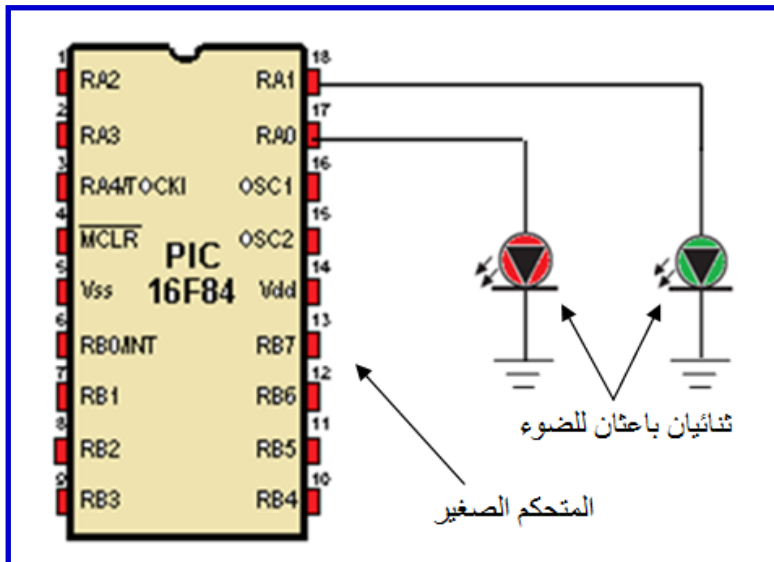 1 RA2 RA1 18
2 RA3 RA0 17
3 RA4/TOCKI OSC1 16
4 MCLR OSC2 15
PIC
5 Vss 16F84 Vdd 14
6 RB0/INT RB7 13
7 RB1 RB6 12
8 RB2 RB5 11
9 RB3 RB4 10
ثنائيان باعثان للضوء
المتحكم الصغير